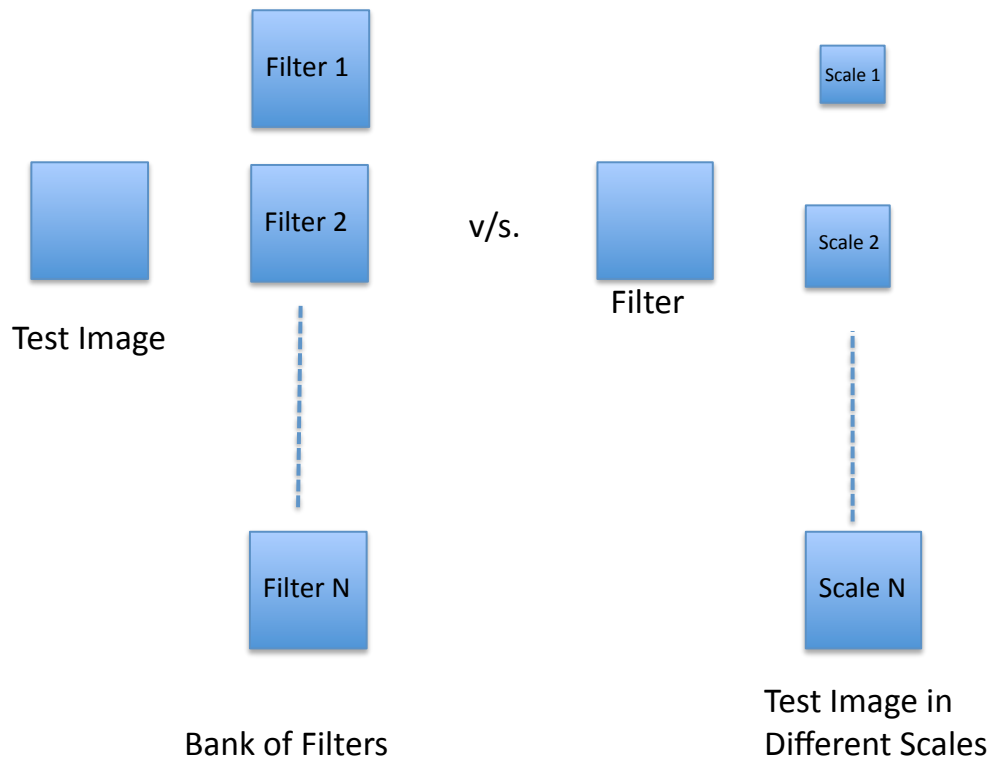 Filter 1
Scale 1
Filter 2
v/s.
Scale 2
Filter
Test Image
Filter N
Scale N
Test Image in
Different Scales
Bank of Filters